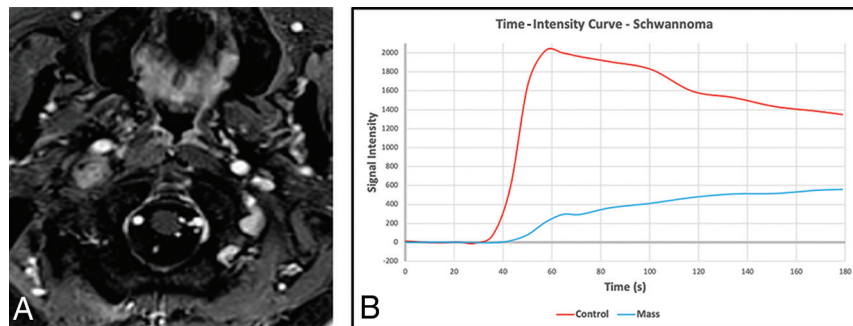 A
B
Time-Intensity Curve - Schwannoma
Signal Intensity
2000
1800
1600
1400
1200
1000
800
600
400
200
0
-200
0 20 40 60 80 100 120 140 160 180
Time (s)
Control Mass